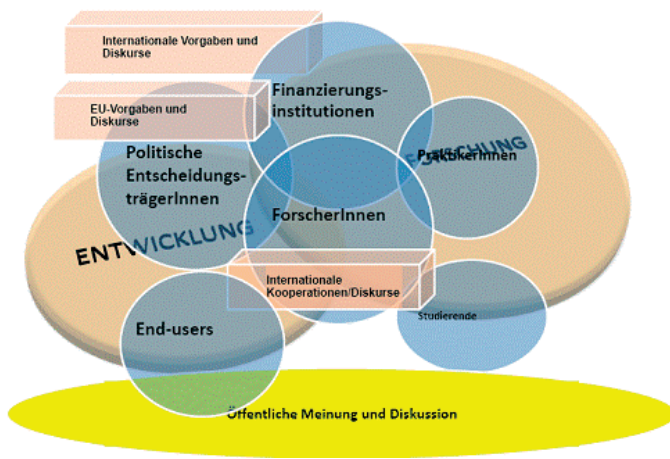 Internationale Vorgaben und
Diskurse
EU-Vorgaben und
Diskurse
Finanzierungs-
institutionen
FORSCHUNG
PraktikerInnen
Politische
Entscheidungs-
trägerInnen
ForscherInnen
ENTWICKLUNG
Internationale
Kooperationen/Diskurse
End-users
Studierende
Öffentliche Meinung und Diskussion